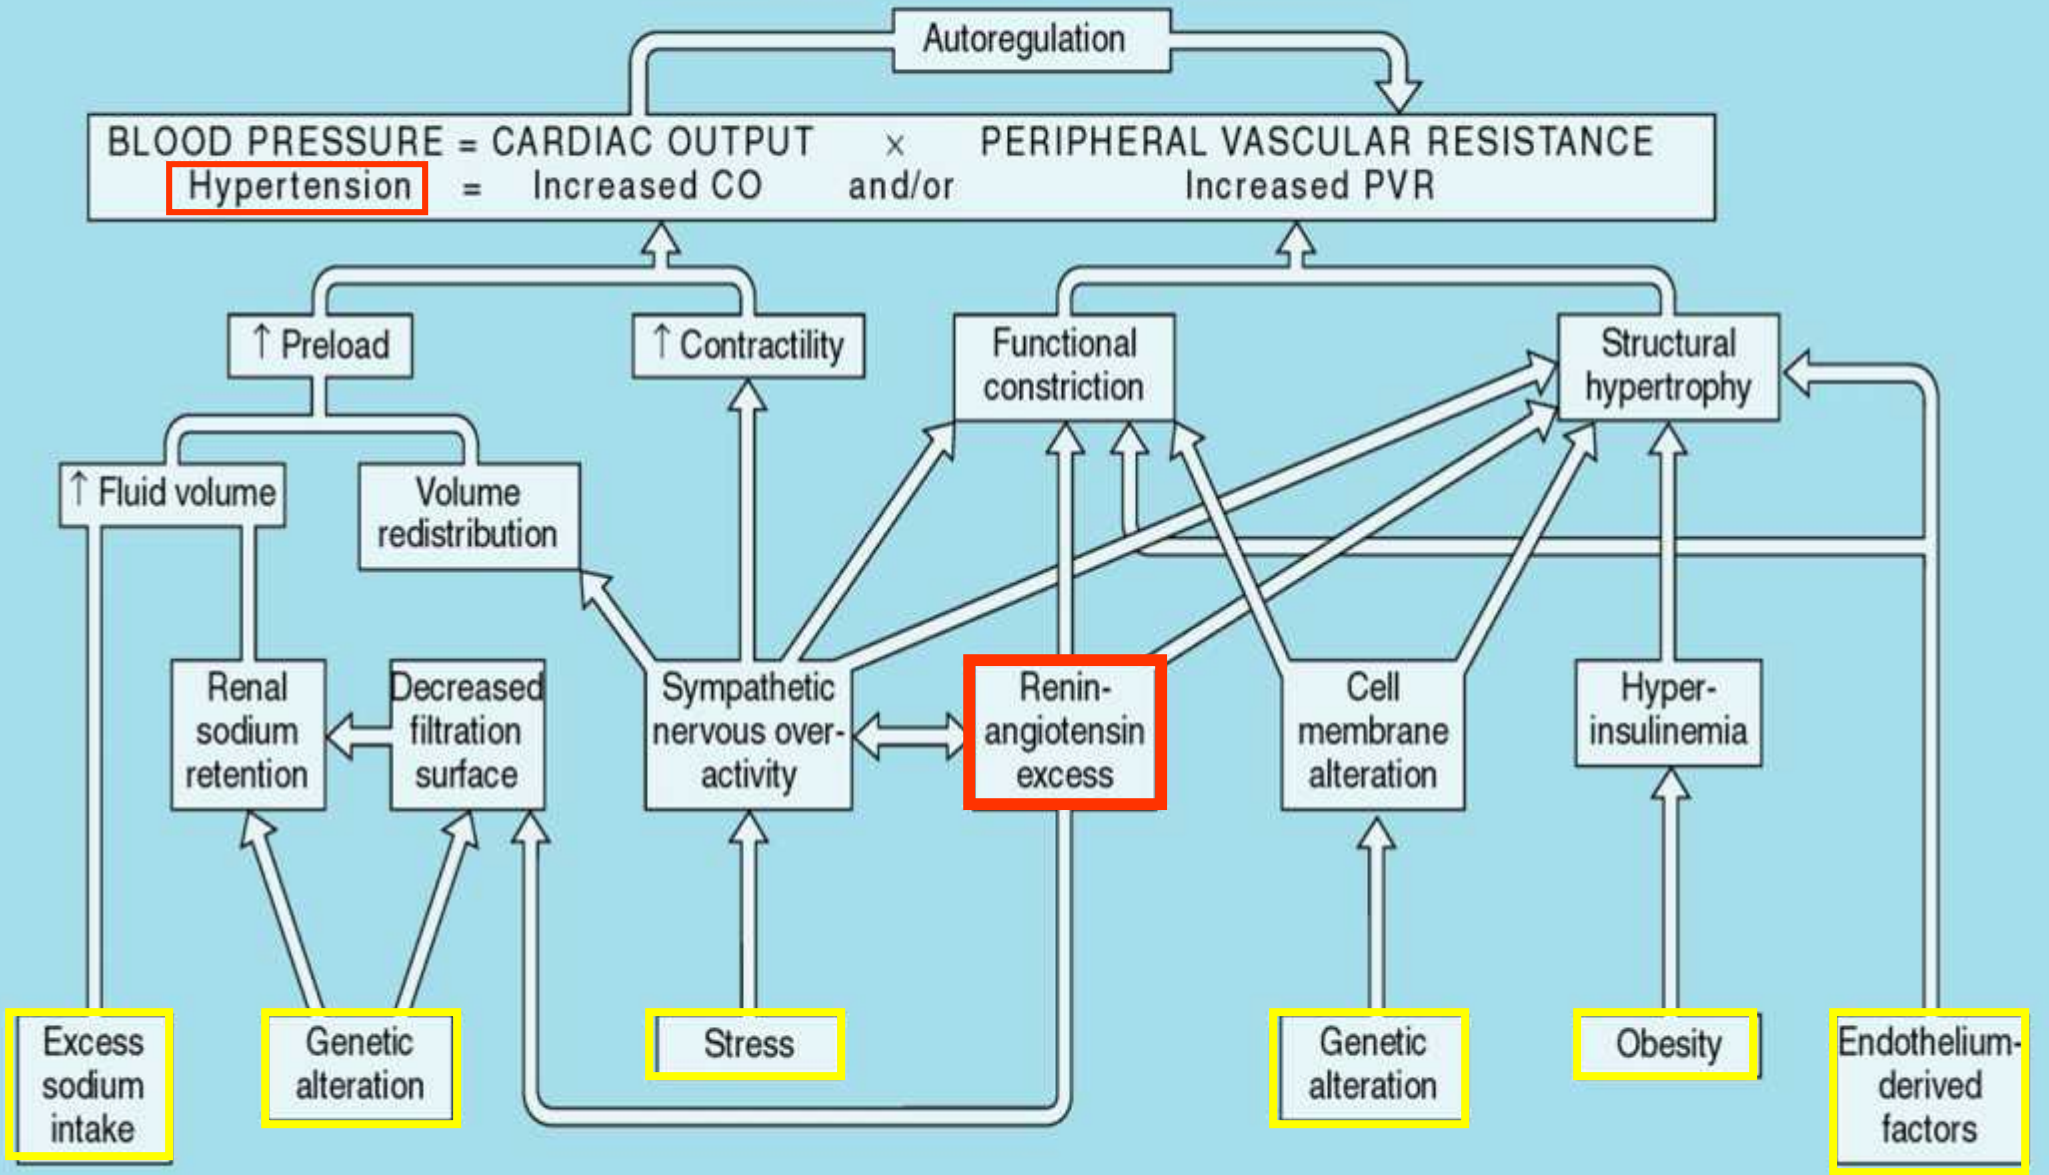 Autoregulation
BLOOD PRESSURE = CARDIAC OUTPUT × PERIPHERAL VASCULAR RESISTANCE
Hypertension = Increased CO and/or Increased PVR
↑ Preload
↑ Contractility
Functional
constriction
Structural
hypertrophy
↑ Fluid volume
Volume
redistribution
Renal
sodium
retention
Decreased
filtration
surface
Sympathetic
nervous over-
activity
Renin-
angiotensin
excess
Cell
membrane
alteration
Hyper-
insulinemia
Excess
sodium
intake
Genetic
alteration
Stress
Genetic
alteration
Obesity
Endothelium-
derived
factors